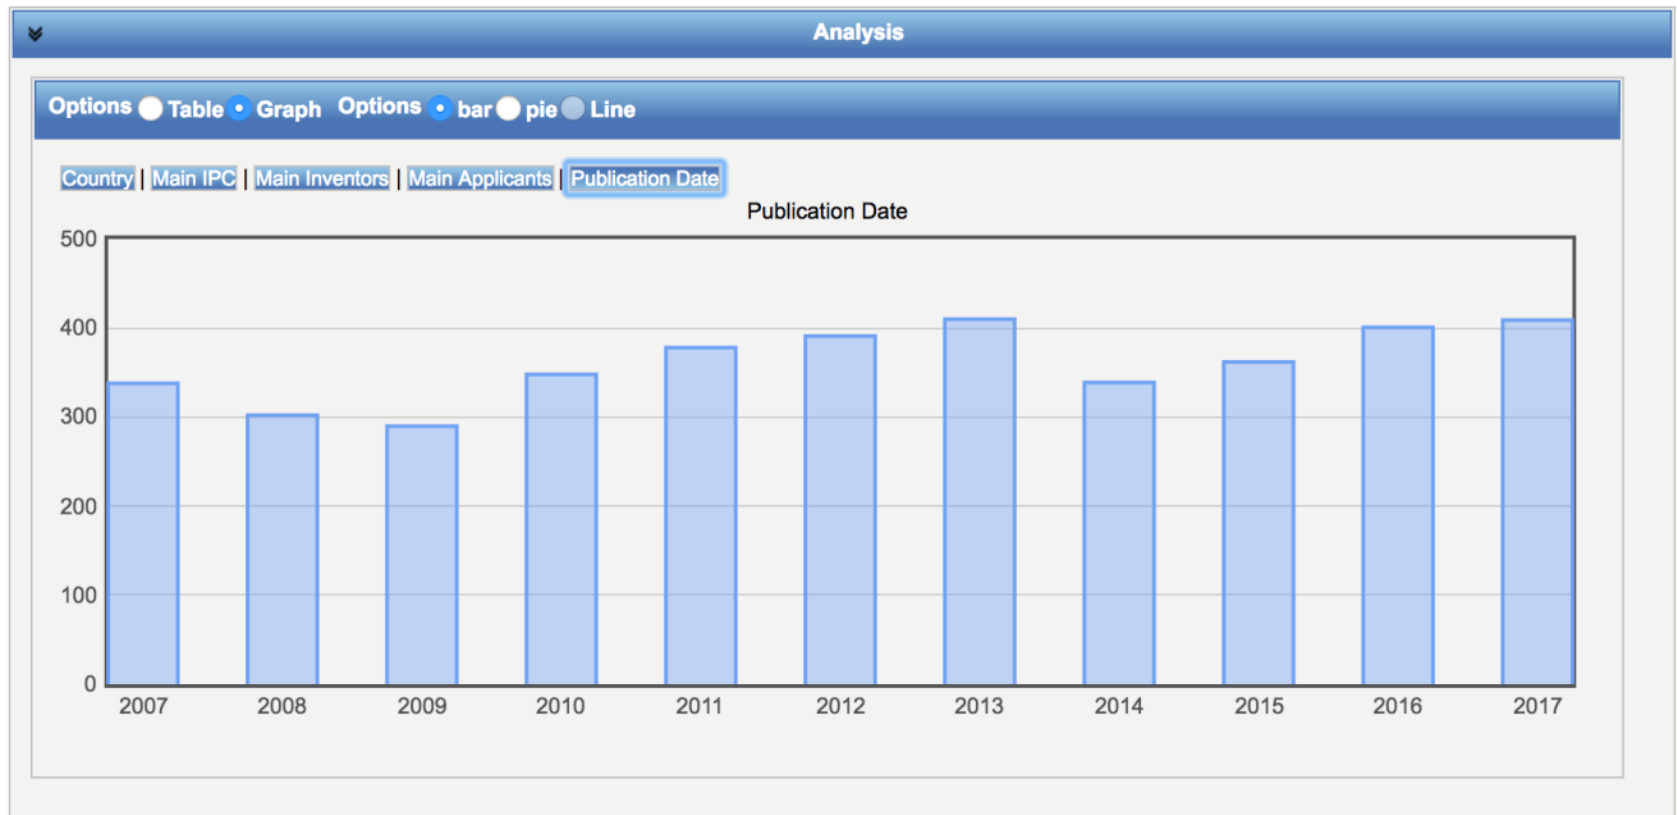 Analysis
Options Table Graph Options bar pie Line
Country | Main IPC | Main Inventors | Main Applicants | Publication Date
Publication Date
500
400
300
200
100
0
2007 2008 2009 2010 2011 2012 2013 2014 2015 2016 2017